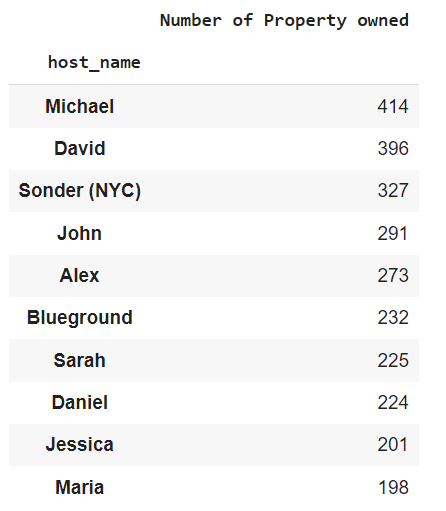 Number of Property owned
host_name
Michael 414
David 396
Sonder (NYC) 327
John 291
Alex 273
Blueground 232
Sarah 225
Daniel 224
Jessica 201
Maria 198